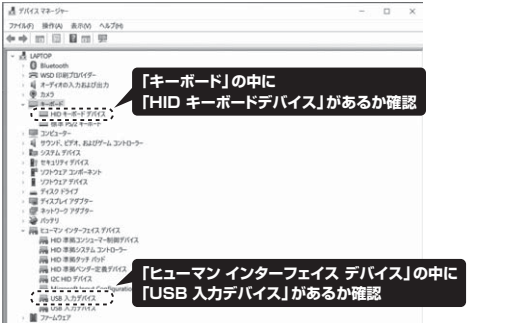 デバイス マネージャー
ファイル(F) 操作(A) 表示(V) ヘルプ(H)
LAPTOP
Bluetooth
WSD 印刷プロバイダー
オーディオの入力および出力
カメラ
キーボード
HID キーボード デバイス
標準 PS/2 キーボード
「キーボード」の中に
「HID キーボードデバイス」があるか確認
コンピューター
サウンド、ビデオ、およびゲーム コントローラー
システム デバイス
セキュリティ デバイス
ソフトウェア コンポーネント
ソフトウェア デバイス
ディスク ドライブ
ディスプレイ アダプター
ネットワーク アダプター
バッテリ
ヒューマン インターフェイス デバイス
HID 準拠コンシューマー制御デバイス
HID 準拠システム コントローラー
HID 準拠タッチ パッド
HID 準拠ベンダー定義デバイス
I2C HID デバイス
Microsoft Input Configuration
USB 入力デバイス
USB 入力デバイス
「ヒューマン インターフェイス デバイス」の中に
「USB 入力デバイス」があるか確認
ファームウェア